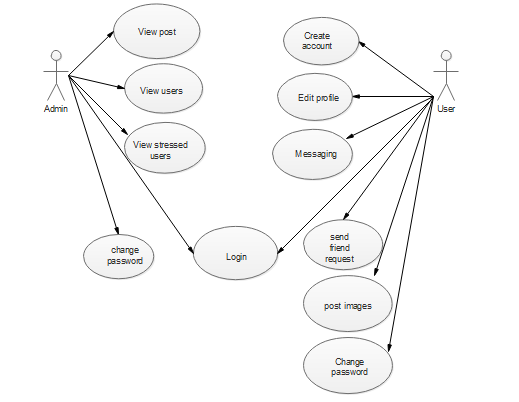 View post
Create
account
View users
Edit profile
Admin
User
View stressed
users
Messaging
change
password
Login
send
friend
request
post images
Change
password